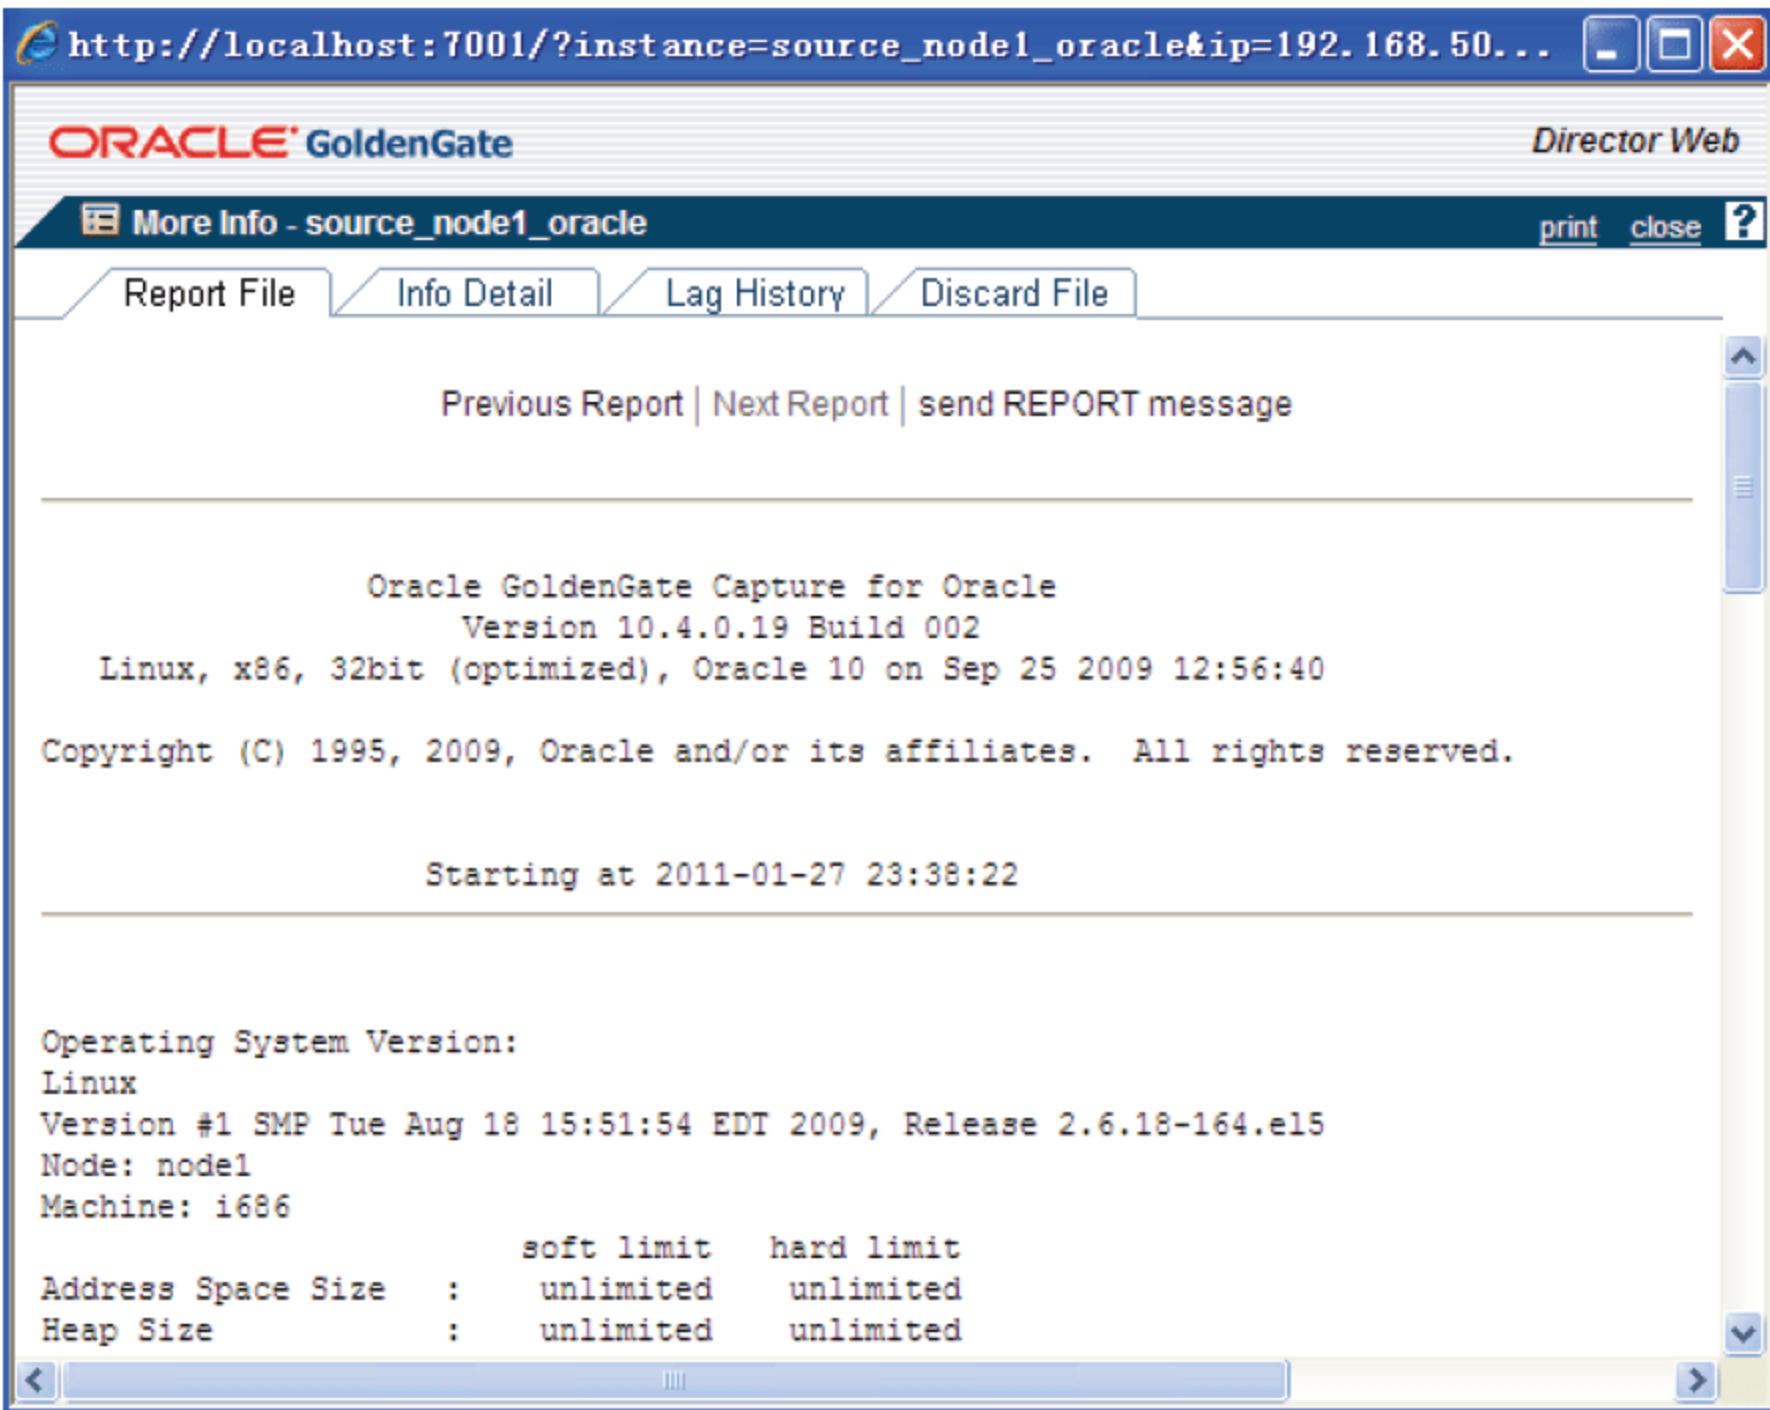 http://localhost:7001/?instance=source_node1_oracle&ip=192.168.50...
ORACLE GoldenGate
Director Web
More Info - source_node1_oracle
print close ?
Report File Info Detail Lag History Discard File
Previous Report | Next Report | send REPORT message
Oracle GoldenGate Capture for Oracle
Version 10.4.0.19 Build 002
Linux, x86, 32bit (optimized), Oracle 10 on Sep 25 2009 12:56:40
Copyright (C) 1995, 2009, Oracle and/or its affiliates.  All rights reserved.
Starting at 2011-01-27 23:38:22
Operating System Version:
Linux
Version #1 SMP Tue Aug 18 15:51:54 EDT 2009, Release 2.6.18-164.el5
Node: node1
Machine: i686
soft limit   hard limit
Address Space Size   :    unlimited    unlimited
Heap Size            :    unlimited    unlimited